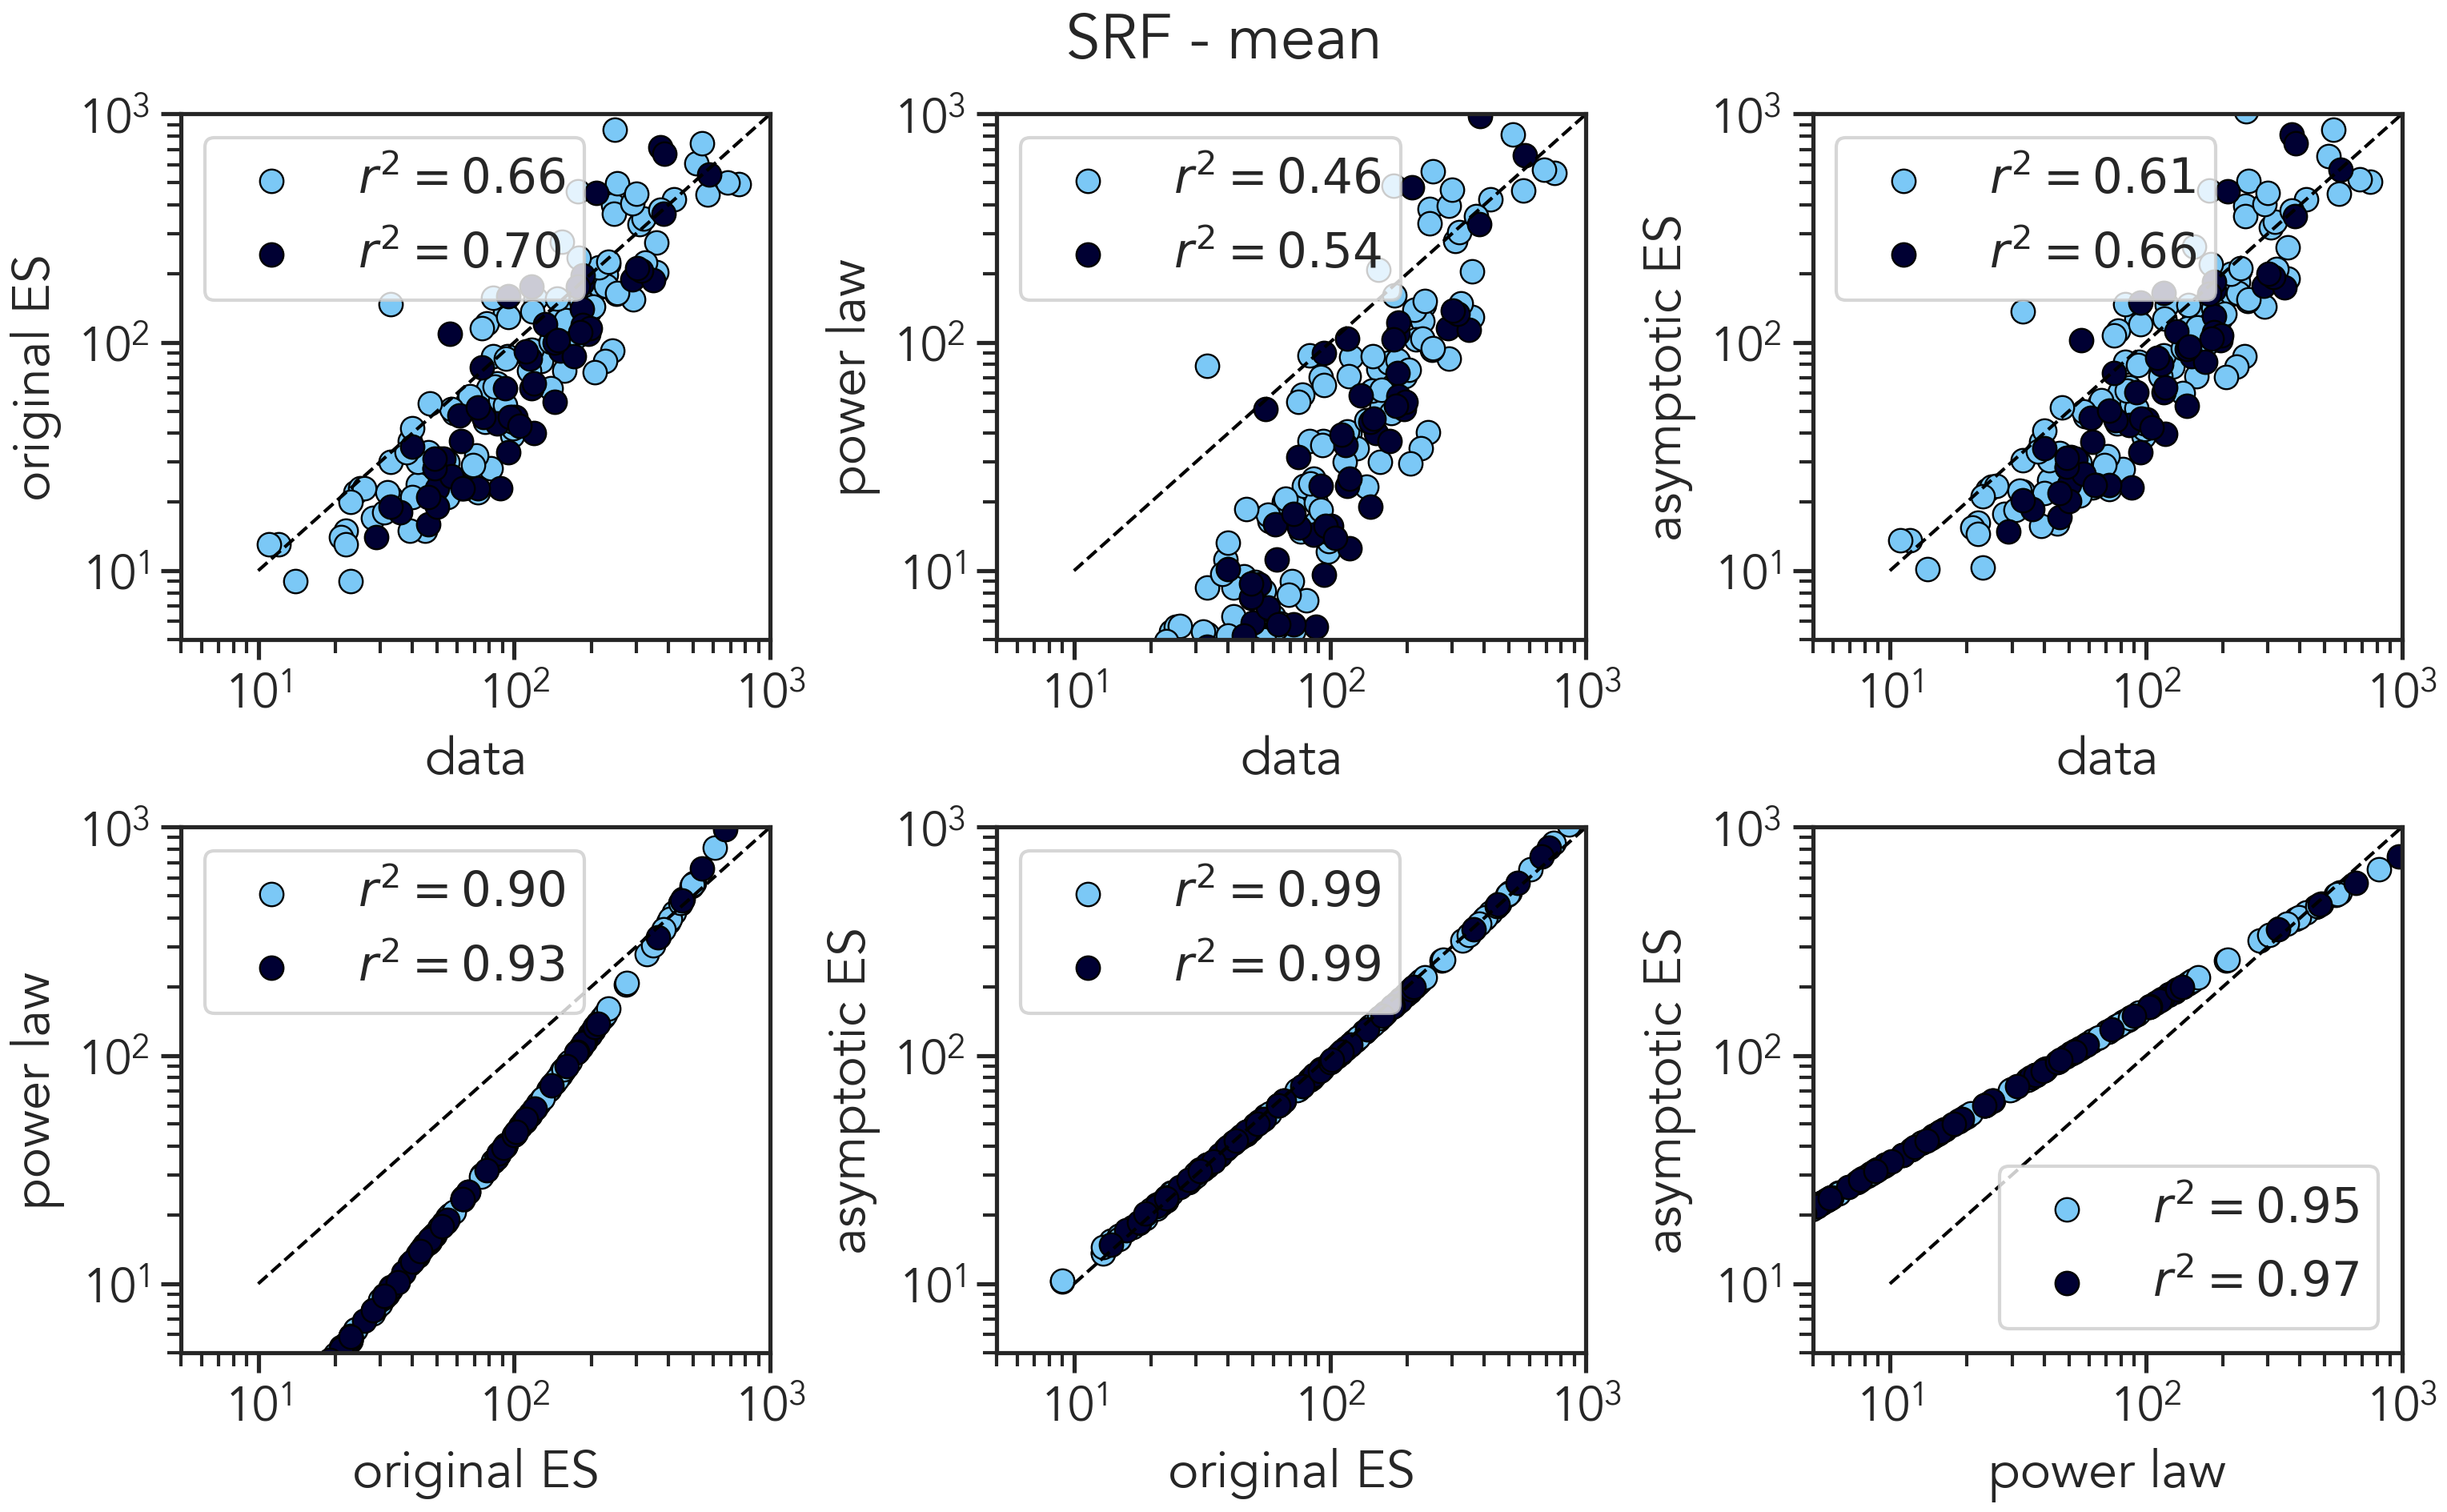 SRF - mean
10³
10²
10¹
original ES
r² = 0.66
r² = 0.70
10¹ 10² 10³
data
10³
10²
10¹
power law
r² = 0.46
r² = 0.54
10¹ 10² 10³
data
10³
10²
10¹
asymptotic ES
r² = 0.61
r² = 0.66
10¹ 10² 10³
data
10³
10²
10¹
power law
r² = 0.90
r² = 0.93
10¹ 10² 10³
original ES
10³
10²
10¹
asymptotic ES
r² = 0.99
r² = 0.99
10¹ 10² 10³
original ES
10³
10²
10¹
asymptotic ES
r² = 0.95
r² = 0.97
10¹ 10² 10³
power law